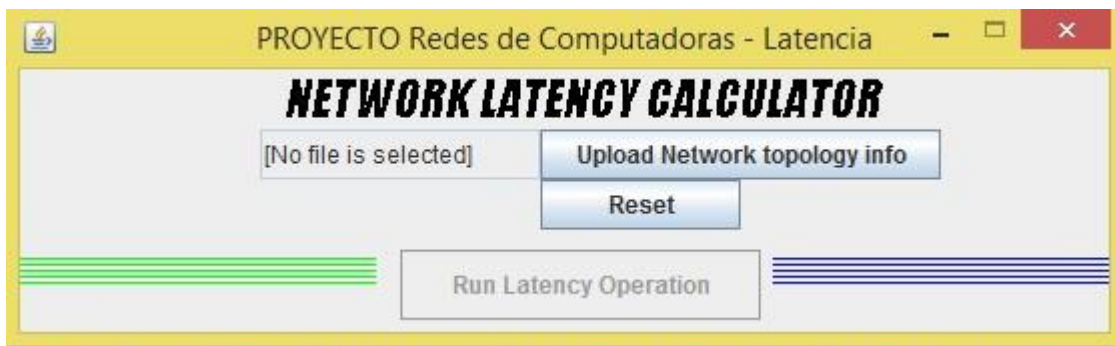 PROYECTO Redes de Computadoras - Latencia
NETWORK LATENCY CALCULATOR
[No file is selected] Upload Network topology info
Reset
Run Latency Operation